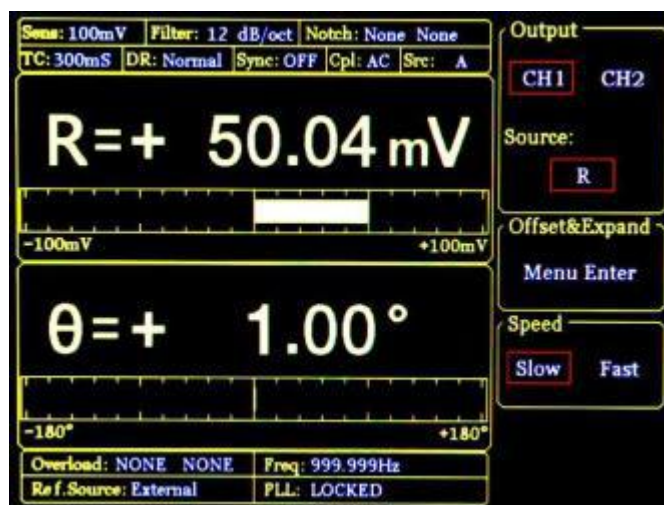 Sens: 100mV Filter: 12 dB/oct Notch: None None
TC: 300mS DR: Normal Sync: OFF Cpl: AC Src: A
R=+ 50.04 mV
-100mV +100mV
θ=+ 1.00°
-180° +180°
Overload: NONE NONE Freq: 999.999Hz
Ref.Source: External PLL: LOCKED
Output
CH1 CH2
Source:
R
Offset&Expand
Menu Enter
Speed
Slow Fast